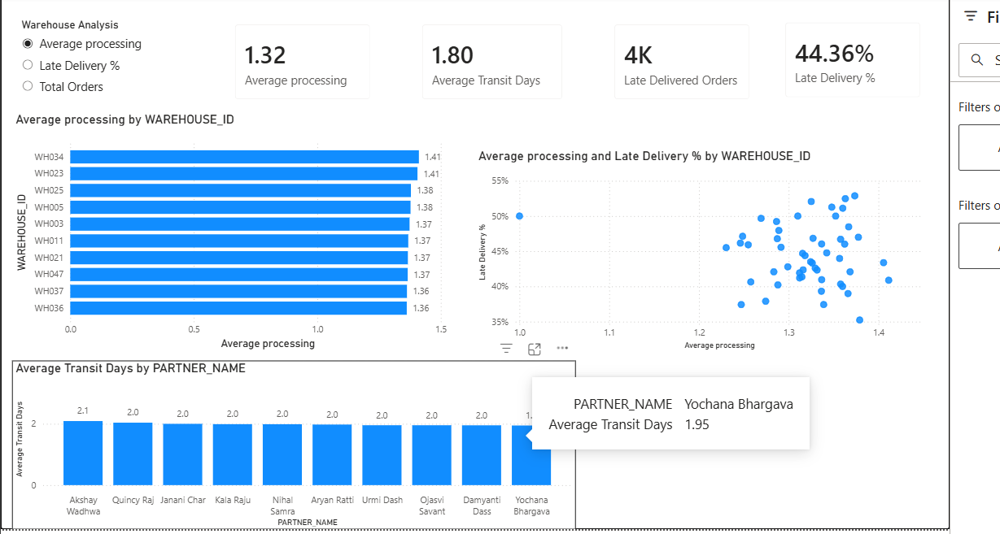 Warehouse Analysis
Average processing
Late Delivery %
Total Orders
1.32
Average processing
1.80
Average Transit Days
4K
Late Delivered Orders
44.36%
Late Delivery %
Average processing by WAREHOUSE_ID
WAREHOUSE_ID
WH034 1.41
WH023 1.41
WH025 1.38
WH005 1.38
WH003 1.37
WH011 1.37
WH021 1.37
WH047 1.37
WH037 1.36
WH036 1.36
0.0 0.5 1.0 1.5
Average processing
Average processing and Late Delivery % by WAREHOUSE_ID
Late Delivery %
55%
50%
45%
40%
35%
1.0 1.1 1.2 1.3 1.4
Average processing
Average Transit Days by PARTNER_NAME
Average Transit Days
2
0
2.1 2.0 2.0 2.0 2.0 2.0 2.0 2.0 2.0 1.
Akshay Wadhwa
Quincy Raj
Janani Char
Kala Raju
Nihal Samra
Aryan Ratti
Urmi Dash
Ojasvi Savant
Damyanti Dass
Yochana Bhargava
PARTNER_NAME
PARTNER_NAME Yochana Bhargava
Average Transit Days 1.95
Fi
Filters o
Filters o